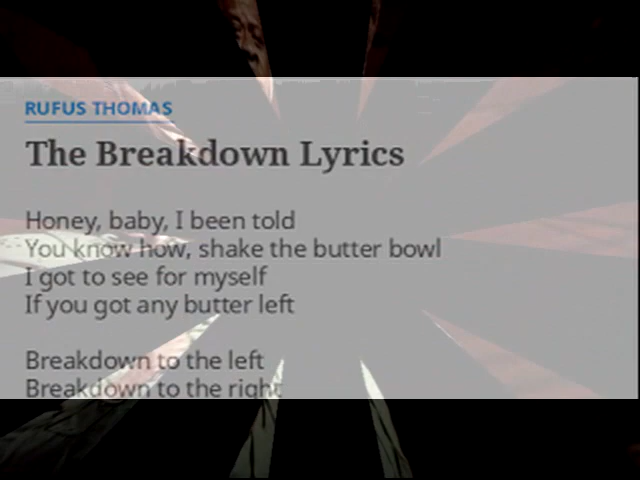 RUFUS THOMAS
The Breakdown Lyrics
Honey, baby, I been told
You know how, shake the butter bowl
I got to see for myself
If you got any butter left
Breakdown to the left
Breakdown to the right